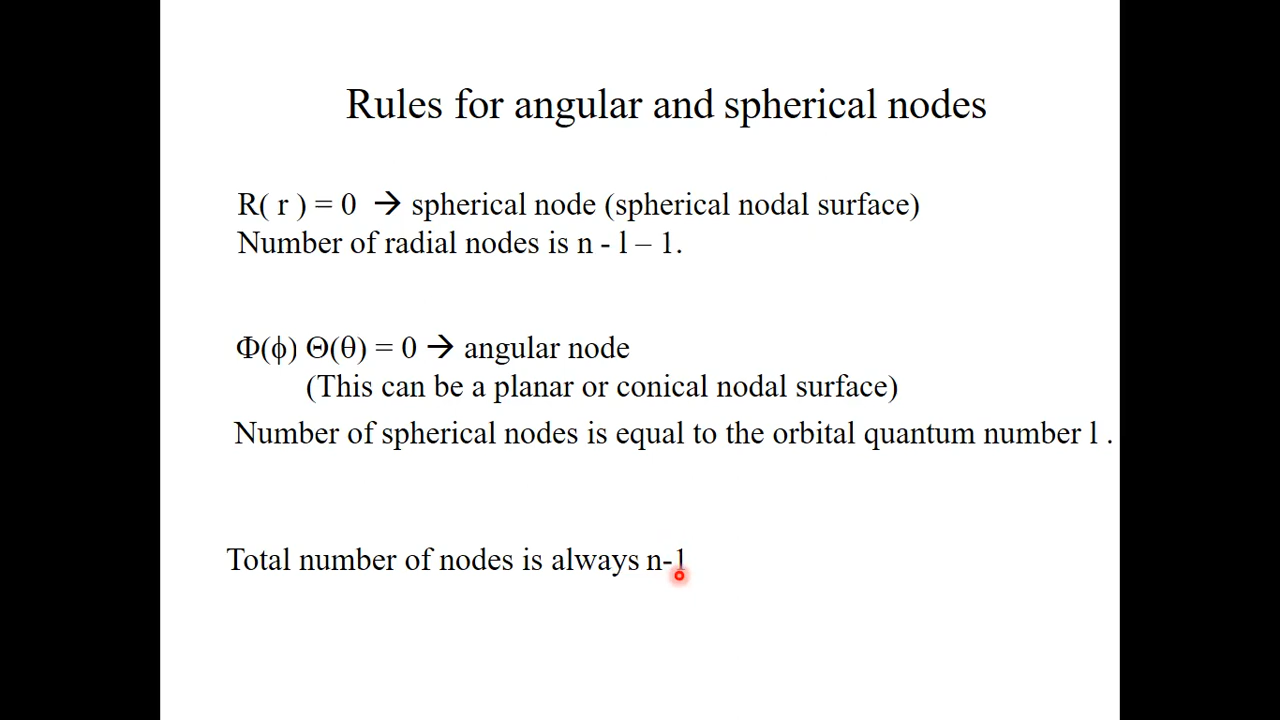 Rules for angular and spherical nodes
R( r ) = 0 → spherical node (spherical nodal surface)
Number of radial nodes is n - l – 1.
Φ(ϕ) Θ(θ) = 0 → angular node
(This can be a planar or conical nodal surface)
Number of spherical nodes is equal to the orbital quantum number l .
Total number of nodes is always n-1